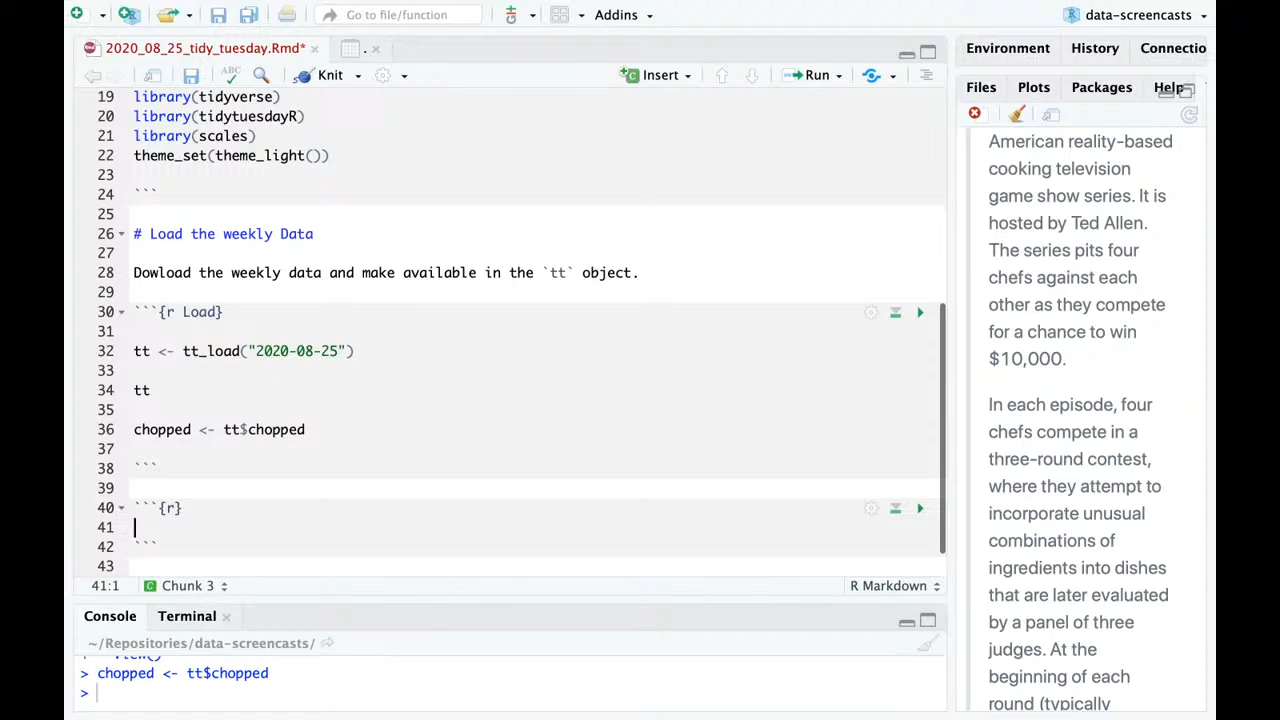 Go to file/function
Addins
data-screencasts
2020_08_25_tidy_tuesday.Rmd*
.
Environment
History
Connectio
ABC
Knit
Insert
Run
Files
Plots
Packages
Help
19 library(tidyverse)
20 library(tidytuesdayR)
21 library(scales)
22 theme_set(theme_light())
23
24 ```
25
26 # Load the weekly Data
27
28 Dowload the weekly data and make available in the `tt` object.
29
30 ```{r Load}
31
32 tt <- tt_load("2020-08-25")
33
34 tt
35
36 chopped <- tt$chopped
37
38 ```
39
40 ```{r}
41
42 ```
43
41:1 Chunk 3 R Markdown
Console
Terminal
~/Repositories/data-screencasts/
> chopped <- tt$chopped
>
American reality-based
cooking television
game show series. It is
hosted by Ted Allen.
The series pits four
chefs against each
other as they compete
for a chance to win
$10,000.
In each episode, four
chefs compete in a
three-round contest,
where they attempt to
incorporate unusual
combinations of
ingredients into dishes
that are later evaluated
by a panel of three
judges. At the
beginning of each
round (typically